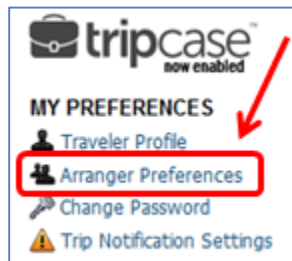 tripcase
now enabled
MY PREFERENCES
Traveler Profile
Arranger Preferences
Change Password
Trip Notification Settings